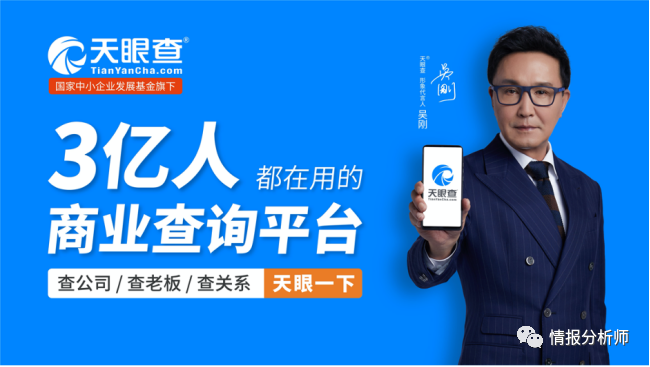 天眼查®
TianYanCha.com
国家中小企业发展基金旗下
天眼查® 形象代言人 吴刚
吴刚
3亿人 都在用的
商业查询平台
查公司 / 查老板 / 查关系 天眼一下
天眼查
TianYanCha.com
情报分析师